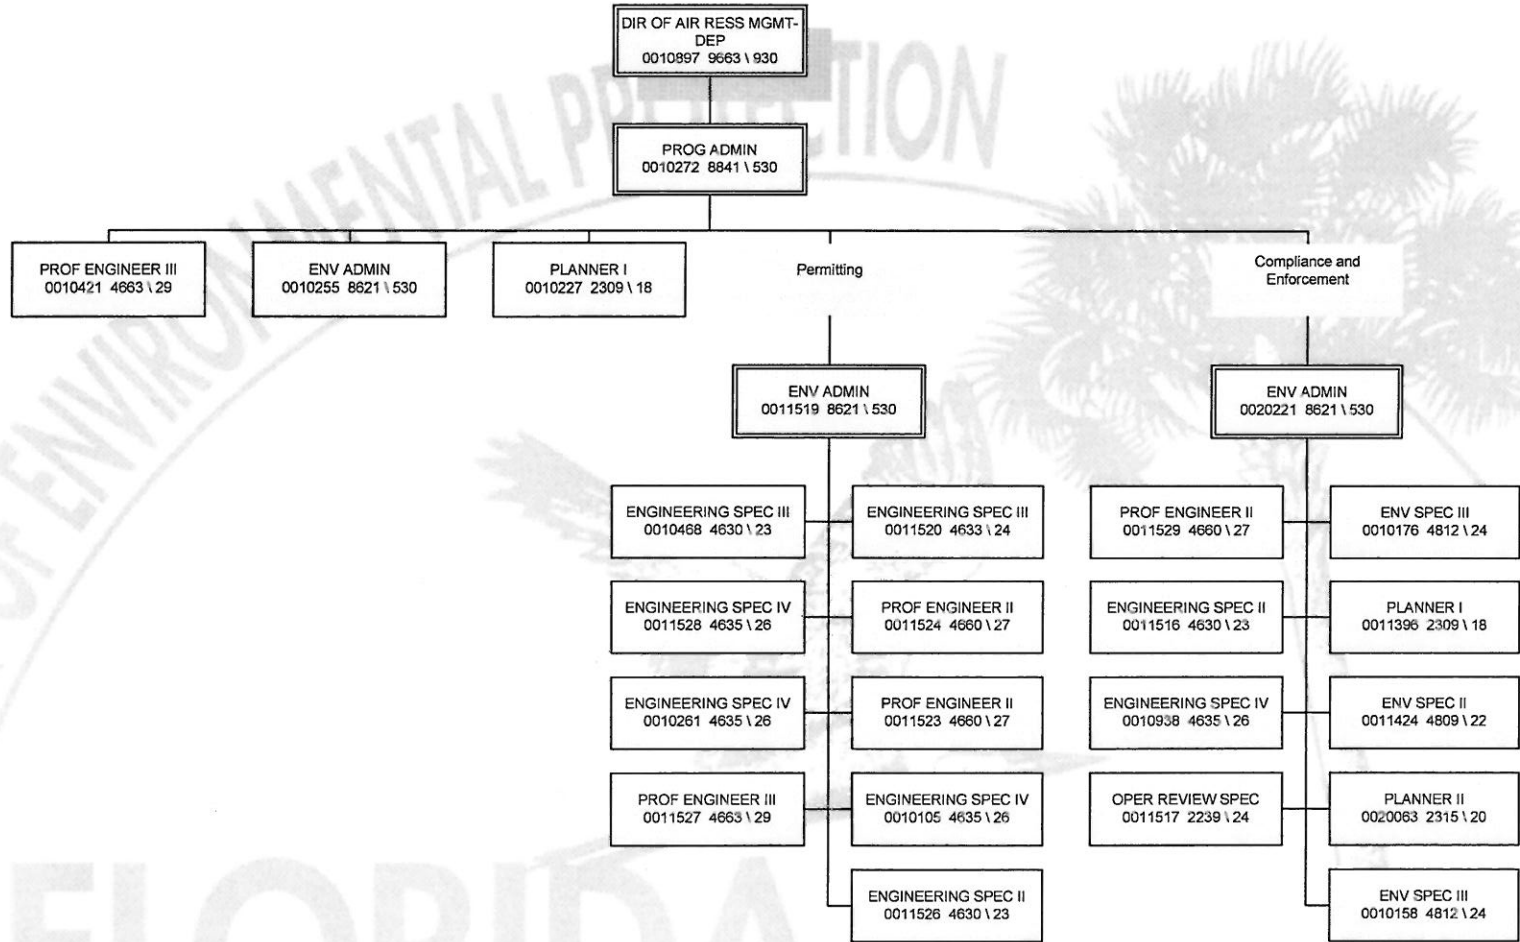 DIR OF AIR RESS MGMT-
DEP
0010897 9663 \ 930
PROG ADMIN
0010272 8841 \ 530
PROF ENGINEER III
0010421 4663 \ 29
ENV ADMIN
0010255 8621 \ 530
PLANNER I
0010227 2309 \ 18
Permitting
Compliance and
Enforcement
ENV ADMIN
0011519 8621 \ 530
ENV ADMIN
0020221 8621 \ 530
ENGINEERING SPEC III
0010468 4630 \ 23
ENGINEERING SPEC III
0011520 4633 \ 24
PROF ENGINEER II
0011529 4660 \ 27
ENV SPEC III
0010176 4812 \ 24
ENGINEERING SPEC IV
0011528 4635 \ 26
PROF ENGINEER II
0011524 4660 \ 27
ENGINEERING SPEC II
0011516 4630 \ 23
PLANNER I
0011396 2309 \ 18
ENGINEERING SPEC IV
0010261 4635 \ 26
PROF ENGINEER II
0011523 4660 \ 27
ENGINEERING SPEC IV
0010938 4635 \ 26
ENV SPEC II
0011424 4809 \ 22
PROF ENGINEER III
0011527 4663 \ 29
ENGINEERING SPEC IV
0010105 4635 \ 26
OPER REVIEW SPEC
0011517 2239 \ 24
PLANNER II
0020063 2315 \ 20
ENGINEERING SPEC II
0011526 4630 \ 23
ENV SPEC III
0010158 4812 \ 24
OF ENVIRONMENTAL PROTECTION
FLORIDA